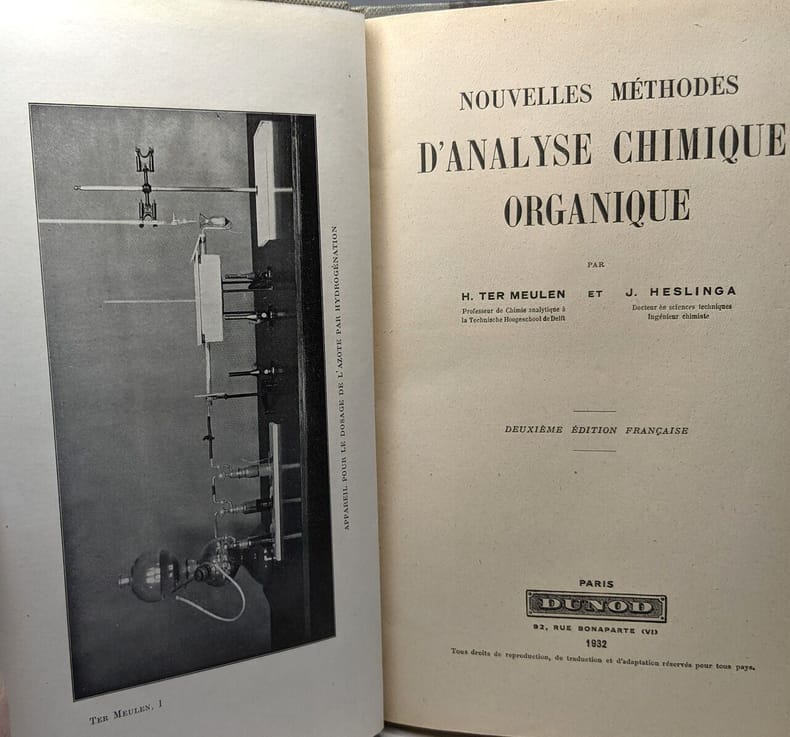 APPAREIL POUR LE DOSAGE DE L'AZOTE PAR HYDROGÉNATION
TER MEULEN, 1
NOUVELLES MÉTHODES
D'ANALYSE CHIMIQUE
ORGANIQUE
PAR
H. TER MEULEN ET J. HESLINGA
Professeur de Chimie analytique à Docteur ès sciences techniques
la Technische Hoogeschool de Delft Ingénieur chimiste
DEUXIÈME ÉDITION FRANÇAISE
PARIS
DUNOD
92, RUE BONAPARTE (VI)
1932
Tous droits de reproduction, de traduction et d'adaptation réservés pour tous pays.